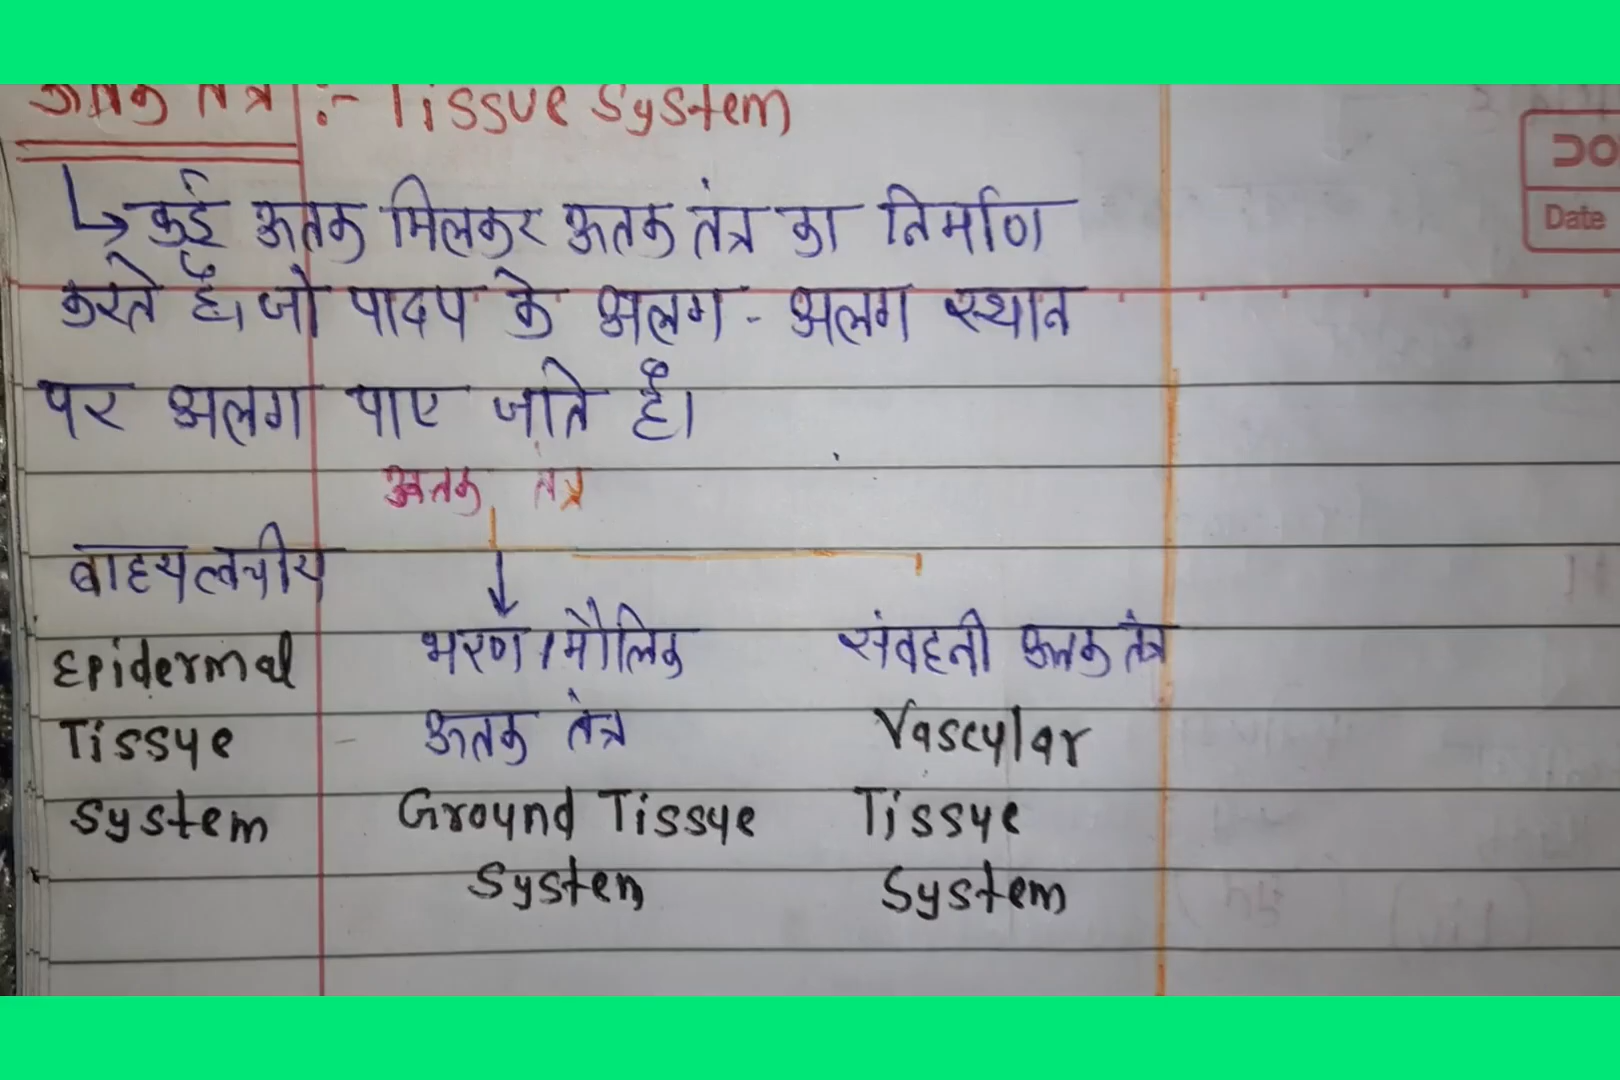 ऊतक तंत्र :- Tissue System
↳ कई ऊतक मिलकर ऊतक तंत्र का निर्माण
करते है। जो पादप के अलग - अलग स्थान
पर अलग पाए जाते है।
ऊतक तंत्र
बाह्यत्वचीय
Epidermal
Tissue
System
भरण / मौलिक
ऊतक तंत्र
Ground Tissue
System
संवहनी ऊतक तंत्र
Vascular
Tissue
System
Date